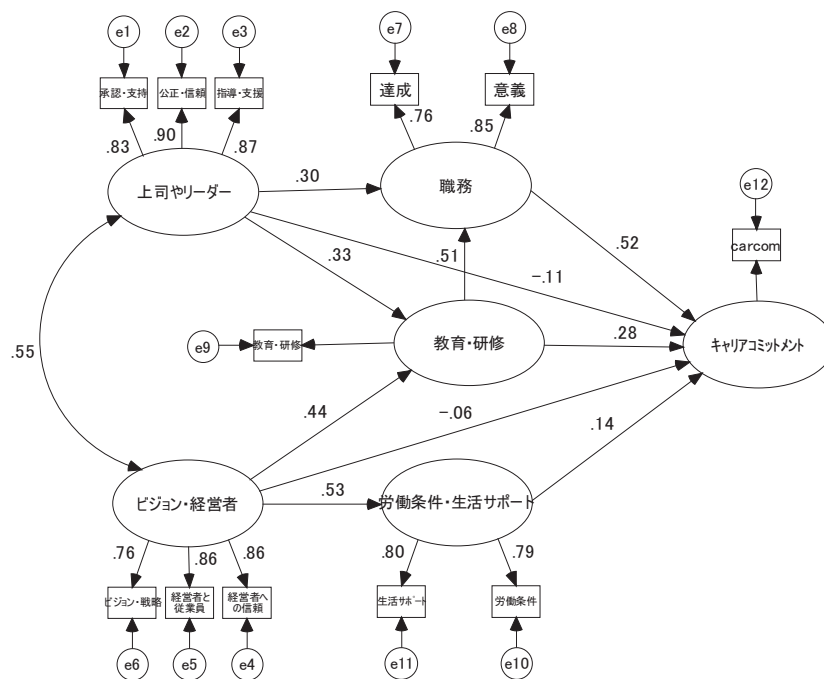 e1
e2
e3
e7
e8
承認・支持
公正・信頼
指導・支援
達成
意義
.83
.90
.87
.76
.85
e12
上司やリーダー
.30
職務
carcom
.52
.33
.51
-.11
e9
教育・研修
教育・研修
.28
キャリアコミットメント
.55
.44
-.06
.14
ビジョン・経営者
.53
労働条件・生活サポート
.76
.86
.86
.80
.79
ビジョン・戦略
経営者と
従業員
経営者へ
の信頼
生活サポート
労働条件
e6
e5
e4
e11
e10